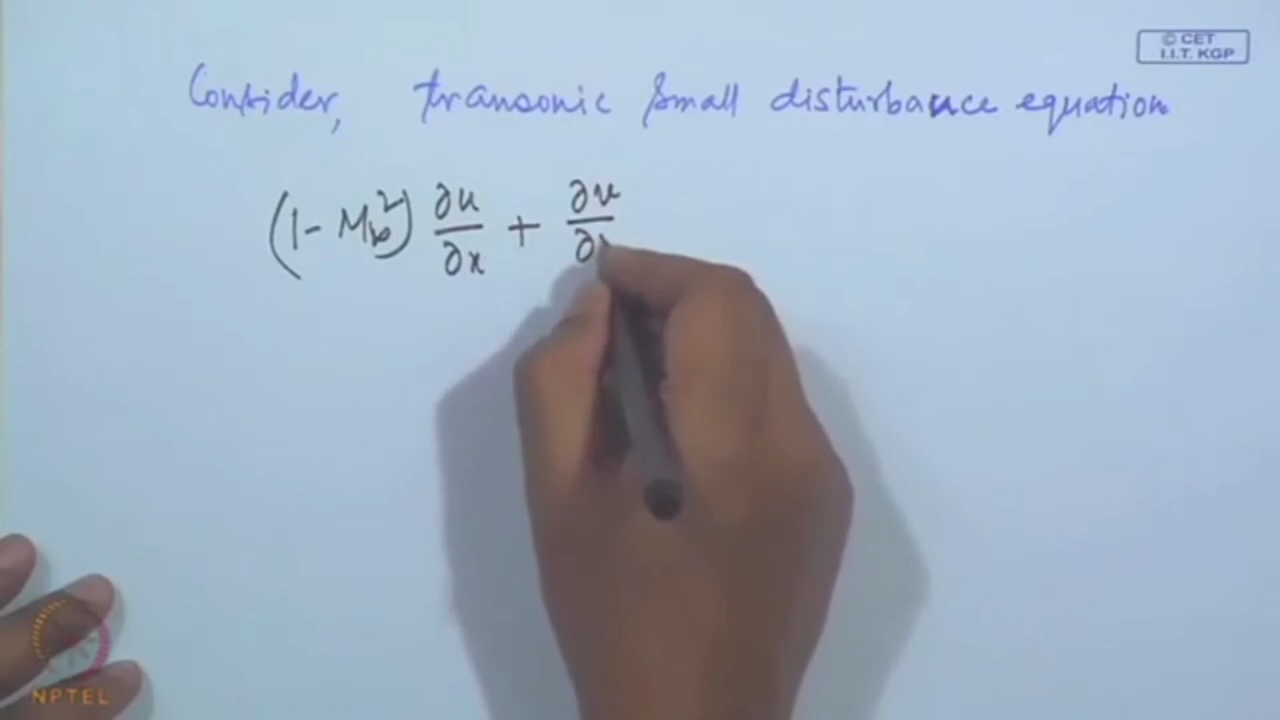 © CET
I.I.T. KGP
Consider, transonic small disturbance equation
(1 - M∞²) ∂u/∂x + ∂v/∂
NPTEL